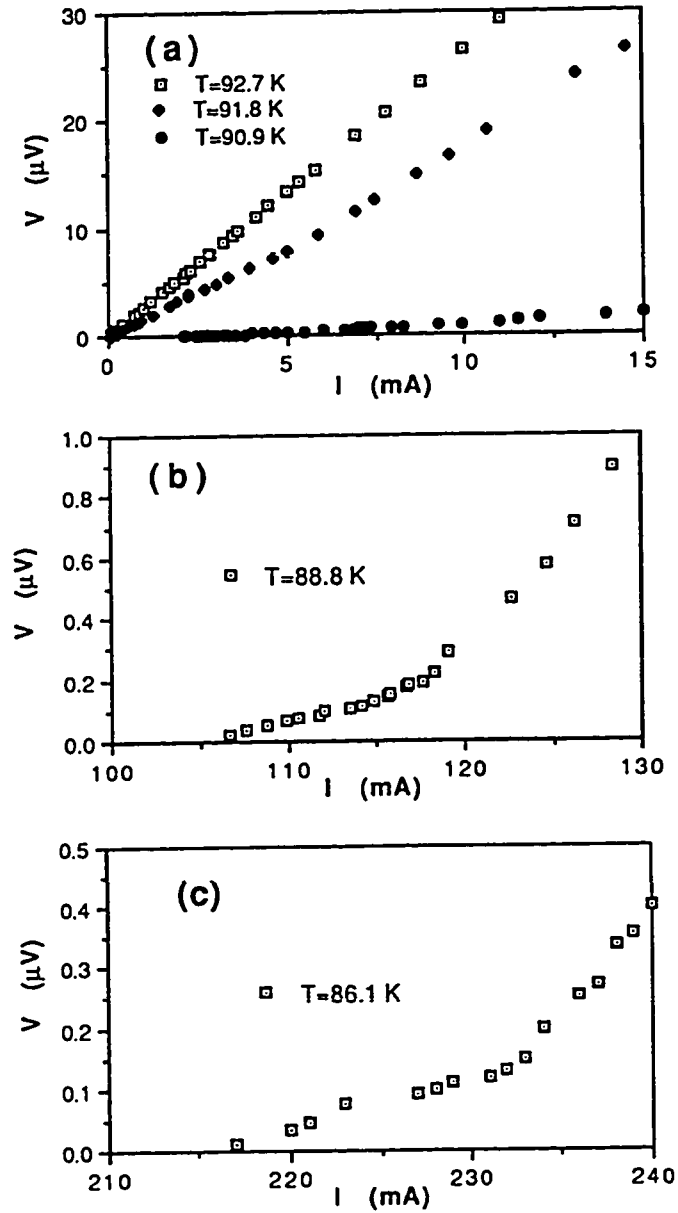 30
(a)
T=92.7 K
T=91.8 K
T=90.9 K
20
V (μV)
10
0
0 5 10 15
I (mA)
1.0
(b)
0.8
0.6
T=88.8 K
V (μV)
0.4
0.2
0.0
100 110 120 130
I (mA)
0.5
(c)
0.4
0.3
T=86.1 K
V (μV)
0.2
0.1
0.0
210 220 230 240
I (mA)